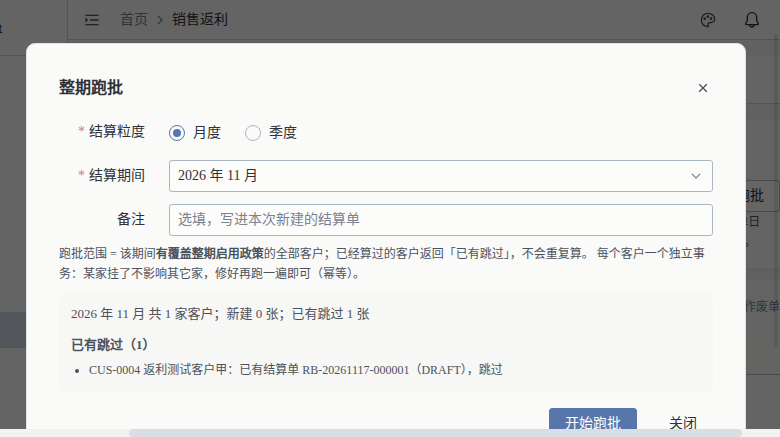 首页 > 销售返利
整期跑批
* 结算粒度 月度 季度
* 结算期间 2026 年 11 月
备注 选填，写进本次新建的结算单
跑批范围 = 该期间有覆盖整期启用政策的全部客户；已经算过的客户返回「已有跳过」，不会重复算。 每个客户一个独立事
务：某家挂了不影响其它家，修好再跑一遍即可（幂等）。
2026 年 11 月 共 1 家客户；新建 0 张；已有跳过 1 张
已有跳过（1）
• CUS-0004 返利测试客户甲：已有结算单 RB-20261117-000001（DRAFT），跳过
开始跑批 关闭
作废单